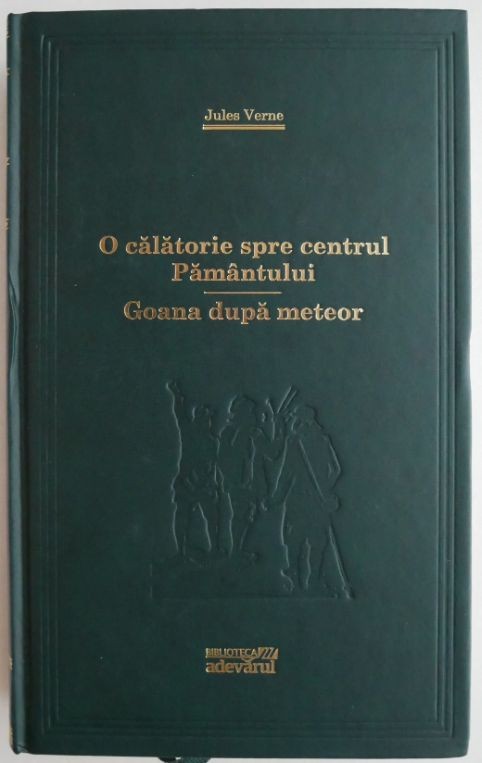 Jules Verne
O călătorie spre centrul
Pământului
Goana după meteor
BIBLIOTECA
adevărul